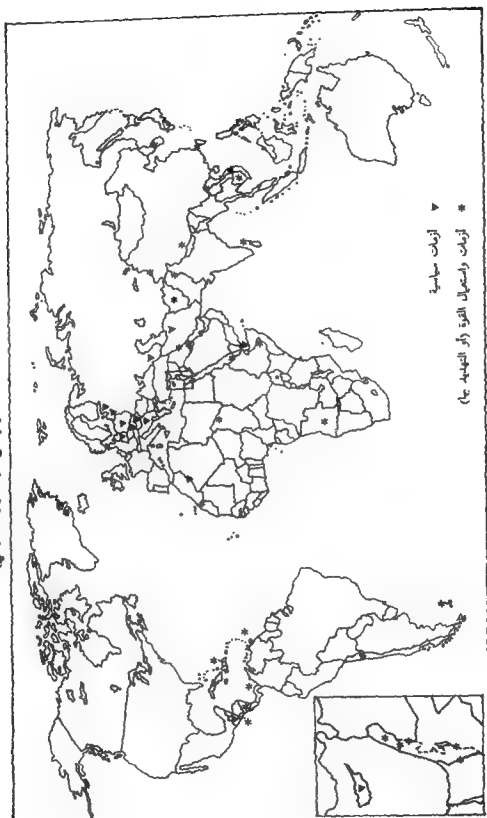 أزمات سياسية
أزمات واستعمال القوة (أو التهديد بها)